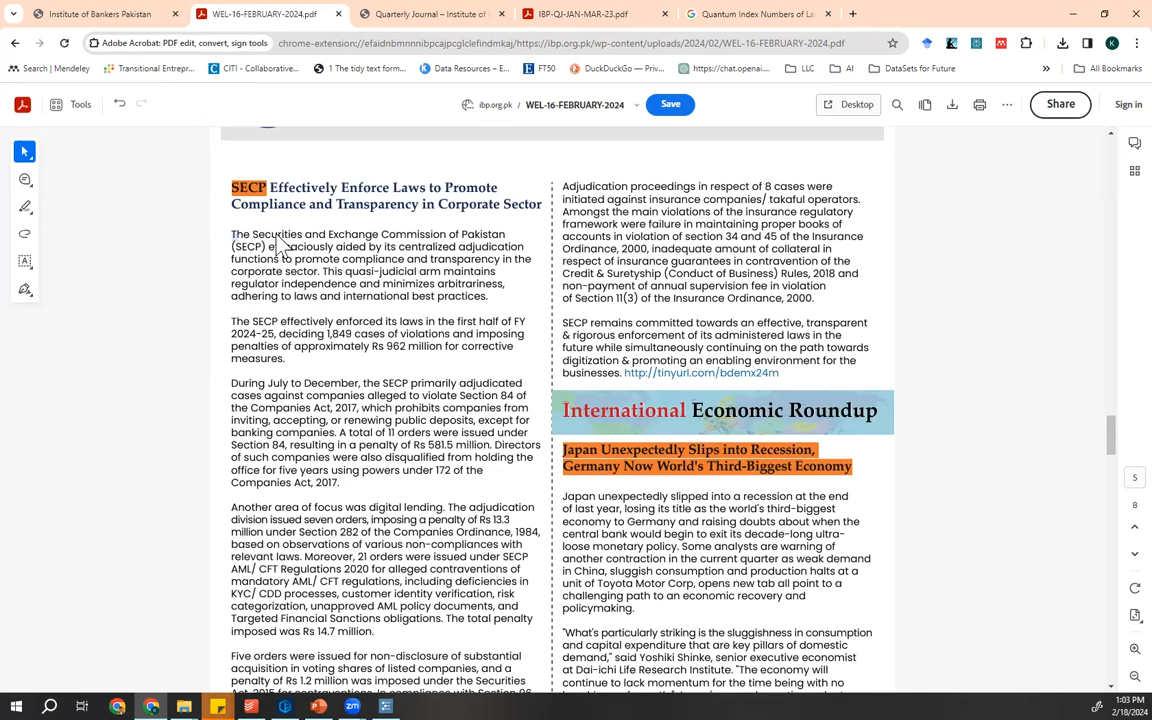 Institute of Bankers Pakistan
WEL-16-FEBRUARY-2024.pdf
Quarterly Journal – Institute of
IBP-QJ-JAN-MAR-23.pdf
Quantum Index Numbers of La
Adobe Acrobat: PDF edit, convert, sign tools
chrome-extension://efaidnbmnnnibpcajpcglclefindmkaj/https://ibp.org.pk/wp-content/uploads/2024/02/WEL-16-FEBRUARY-2024.pdf
K
Search | Mendeley
Transitional Entrepr...
CITI - Collaborative...
1 The tidy text form...
Data Resources – E...
FT50
DuckDuckGo — Priv...
https://chat.openai....
LLC
AI
DataSets for Future
All Bookmarks
Tools
ibp.org.pk / WEL-16-FEBRUARY-2024
Save
Desktop
Share
Sign in
SECP Effectively Enforce Laws to Promote
Compliance and Transparency in Corporate Sector
The Securities and Exchange Commission of Pakistan
(SECP) e aciously aided by its centralized adjudication
functions to promote compliance and transparency in the
corporate sector. This quasi-judicial arm maintains
regulator independence and minimizes arbitrariness,
adhering to laws and international best practices.
The SECP effectively enforced its laws in the first half of FY
2024-25, deciding 1,849 cases of violations and imposing
penalties of approximately Rs 962 million for corrective
measures.
During July to December, the SECP primarily adjudicated
cases against companies alleged to violate Section 84 of
the Companies Act, 2017, which prohibits companies from
inviting, accepting, or renewing public deposits, except for
banking companies. A total of 11 orders were issued under
Section 84, resulting in a penalty of Rs 581.5 million. Directors
of such companies were also disqualified from holding the
office for five years using powers under 172 of the
Companies Act, 2017.
Another area of focus was digital lending. The adjudication
division issued seven orders, imposing a penalty of Rs 13.3
million under Section 282 of the Companies Ordinance, 1984,
based on observations of various non-compliances with
relevant laws. Moreover, 21 orders were issued under SECP
AML/ CFT Regulations 2020 for alleged contraventions of
mandatory AML/ CFT regulations, including deficiencies in
KYC/ CDD processes, customer identity verification, risk
categorization, unapproved AML policy documents, and
Targeted Financial Sanctions obligations. The total penalty
imposed was Rs 14.7 million.
Five orders were issued for non-disclosure of substantial
acquisition in voting shares of listed companies, and a
penalty of Rs 1.2 million was imposed under the Securities
Act, 2015 for contraventions. In compliance with Section 96
Adjudication proceedings in respect of 8 cases were
initiated against insurance companies/ takaful operators.
Amongst the main violations of the insurance regulatory
framework were failure in maintaining proper books of
accounts in violation of section 34 and 45 of the Insurance
Ordinance, 2000, inadequate amount of collateral in
respect of insurance guarantees in contravention of the
Credit & Suretyship (Conduct of Business) Rules, 2018 and
non-payment of annual supervision fee in violation
of Section 11(3) of the Insurance Ordinance, 2000.
SECP remains committed towards an effective, transparent
& rigorous enforcement of its administered laws in the
future while simultaneously continuing on the path towards
digitization & promoting an enabling environment for the
businesses. http://tinyurl.com/bdemx24m
International Economic Roundup
Japan Unexpectedly Slips into Recession,
Germany Now World's Third-Biggest Economy
Japan unexpectedly slipped into a recession at the end
of last year, losing its title as the world's third-biggest
economy to Germany and raising doubts about when the
central bank would begin to exit its decade-long ultra-
loose monetary policy. Some analysts are warning of
another contraction in the current quarter as weak demand
in China, sluggish consumption and production halts at a
unit of Toyota Motor Corp, opens new tab all point to a
challenging path to an economic recovery and
policymaking.
"What's particularly striking is the sluggishness in consumption
and capital expenditure that are key pillars of domestic
demand," said Yoshiki Shinke, senior executive economist
at Dai-ichi Life Research Institute. "The economy will
continue to lack momentum for the time being with no
5
8
1:03 PM
2/18/2024